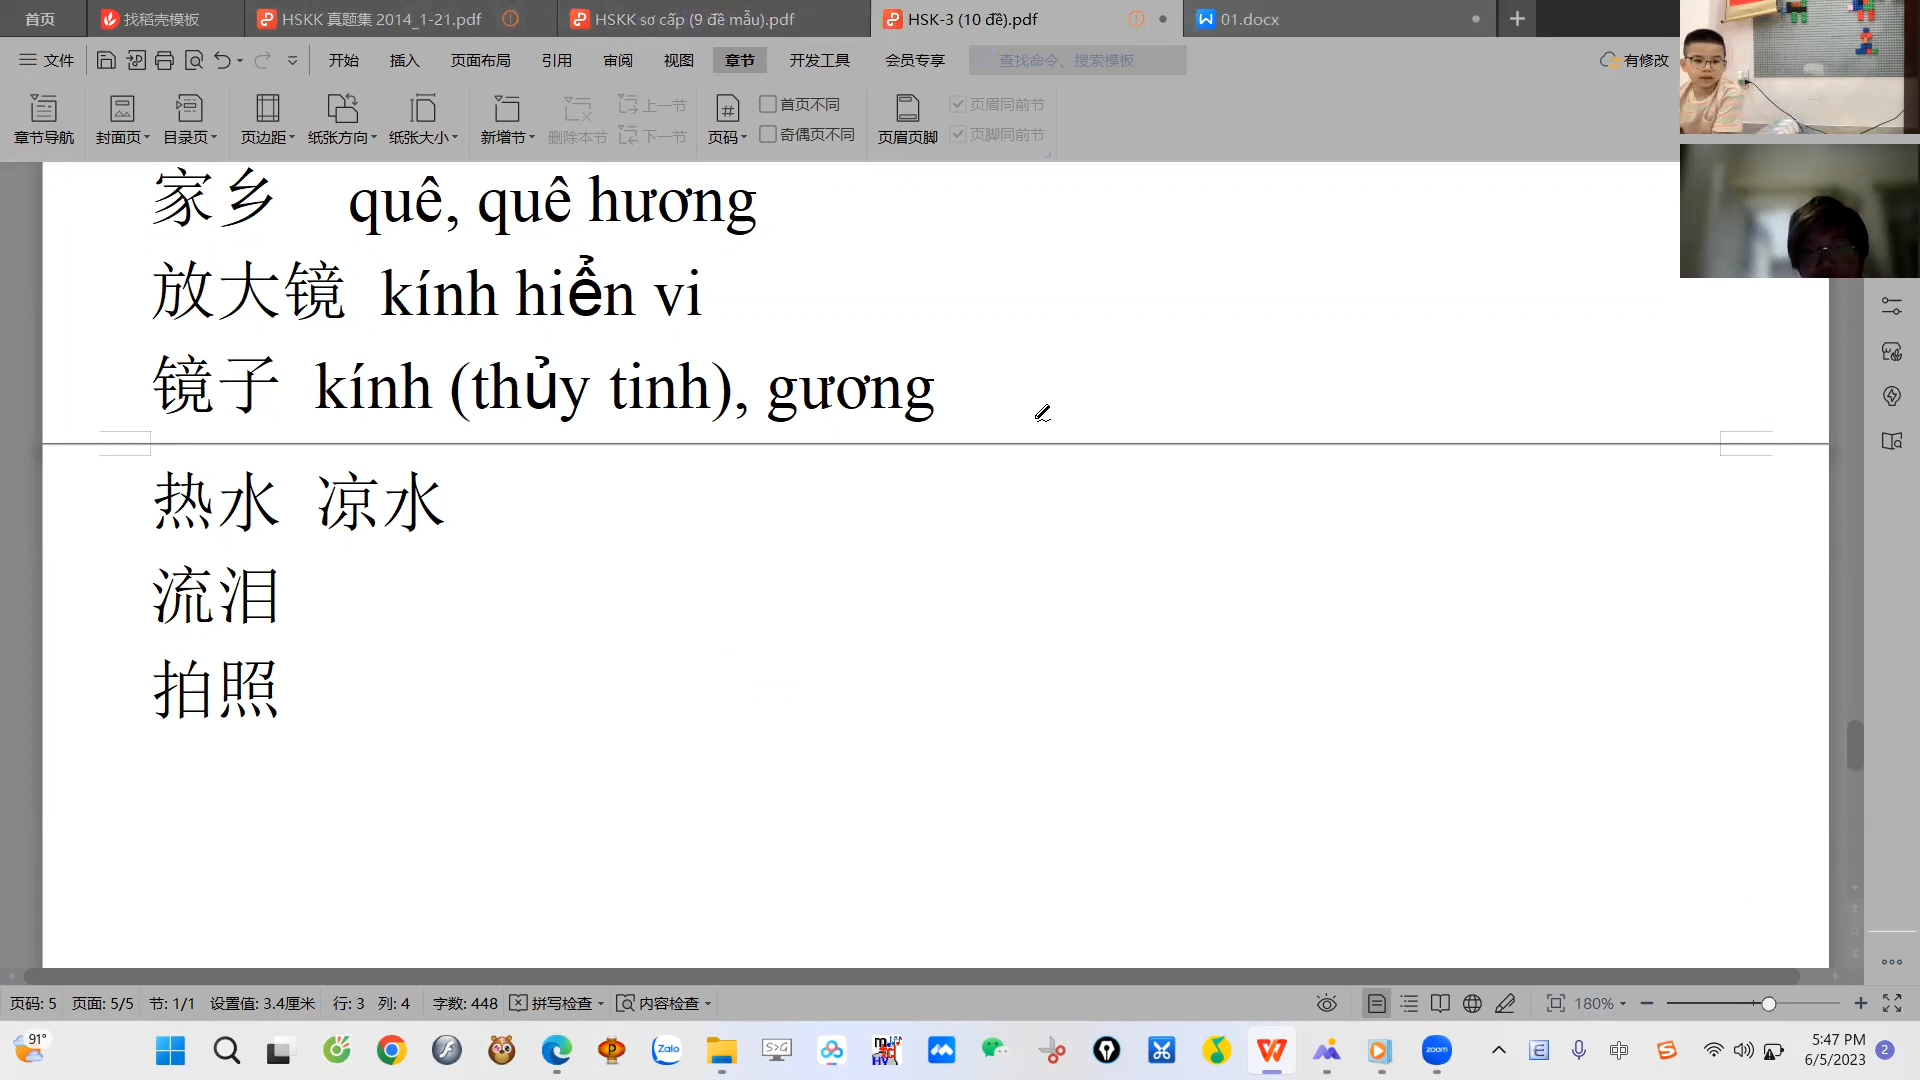 首页 找稻壳模板 HSKK 真题集 2014_1-21.pdf HSKK sơ cấp (9 đề mẫu).pdf HSK-3 (10 đề).pdf 01.docx
文件 开始 插入 页面布局 引用 审阅 视图 章节 开发工具 会员专享 查找命令、搜索模板 有修改
章节导航 封面页 目录页 页边距 纸张方向 纸张大小 新增节 删除本节 上一节 下一节 页码 首页不同 奇偶页不同 页眉页脚 页眉同前节 页脚同前节
家乡 quê, quê hương
放大镜 kính hiển vi
镜子 kính (thủy tinh), gương
热水 凉水
流泪
拍照
页码: 5 页面: 5/5 节: 1/1 设置值: 3.4厘米 行: 3 列: 4 字数: 448 拼写检查 内容检查 180%
91° Zalo zoom 中 5:47 PM
6/5/2023 2